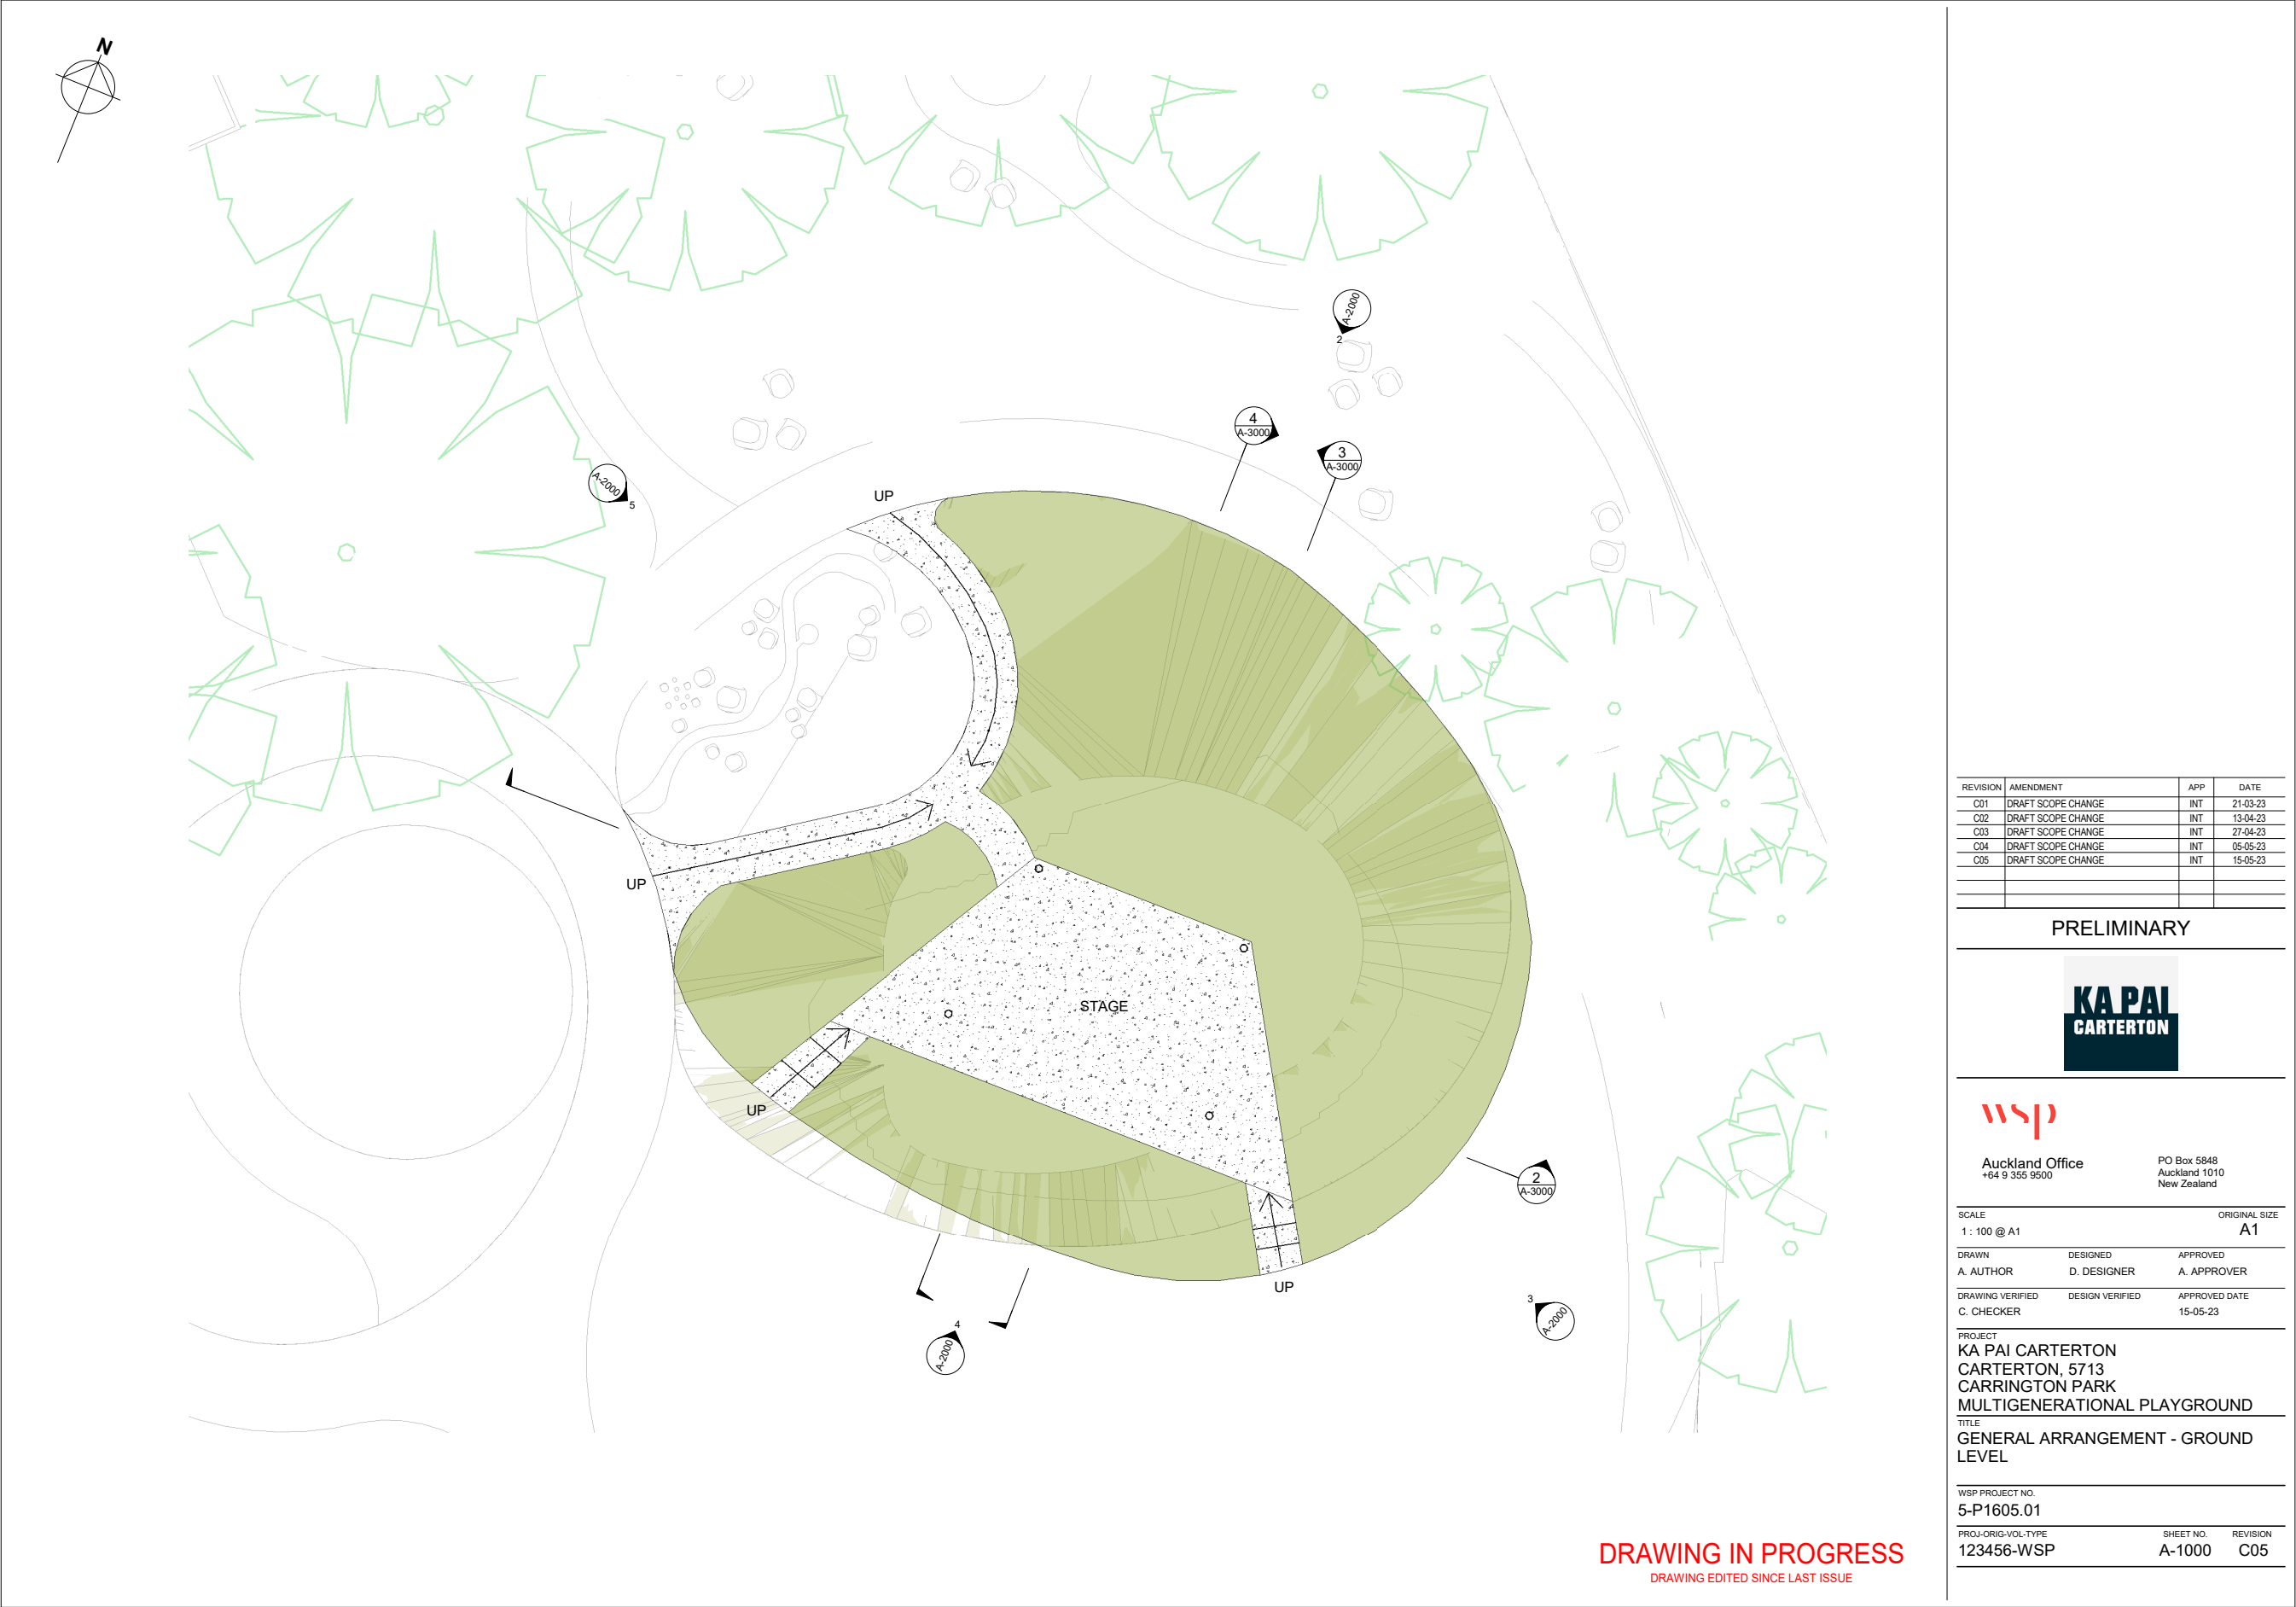 N
A-2000
2
4
A-3000
3
A-3000
A-2000
5
UP
UP
STAGE
UP
2
A-3000
UP
3
A-2000
4
A-2000
REVISION AMENDMENT APP DATE
C01 DRAFT SCOPE CHANGE INT 21-03-23
C02 DRAFT SCOPE CHANGE INT 13-04-23
C03 DRAFT SCOPE CHANGE INT 27-04-23
C04 DRAFT SCOPE CHANGE INT 05-05-23
C05 DRAFT SCOPE CHANGE INT 15-05-23
PRELIMINARY
KA PAI
CARTERTON
wsp
Auckland Office
+64 9 355 9500
PO Box 5848
Auckland 1010
New Zealand
SCALE ORIGINAL SIZE
1 : 100 @ A1 A1
DRAWN DESIGNED APPROVED
A. AUTHOR D. DESIGNER A. APPROVER
DRAWING VERIFIED DESIGN VERIFIED APPROVED DATE
C. CHECKER 15-05-23
PROJECT
KA PAI CARTERTON
CARTERTON, 5713
CARRINGTON PARK
MULTIGENERATIONAL PLAYGROUND
TITLE
GENERAL ARRANGEMENT - GROUND
LEVEL
WSP PROJECT NO.
5-P1605.01
PROJ-ORIG-VOL-TYPE SHEET NO. REVISION
123456-WSP A-1000 C05
DRAWING IN PROGRESS
DRAWING EDITED SINCE LAST ISSUE